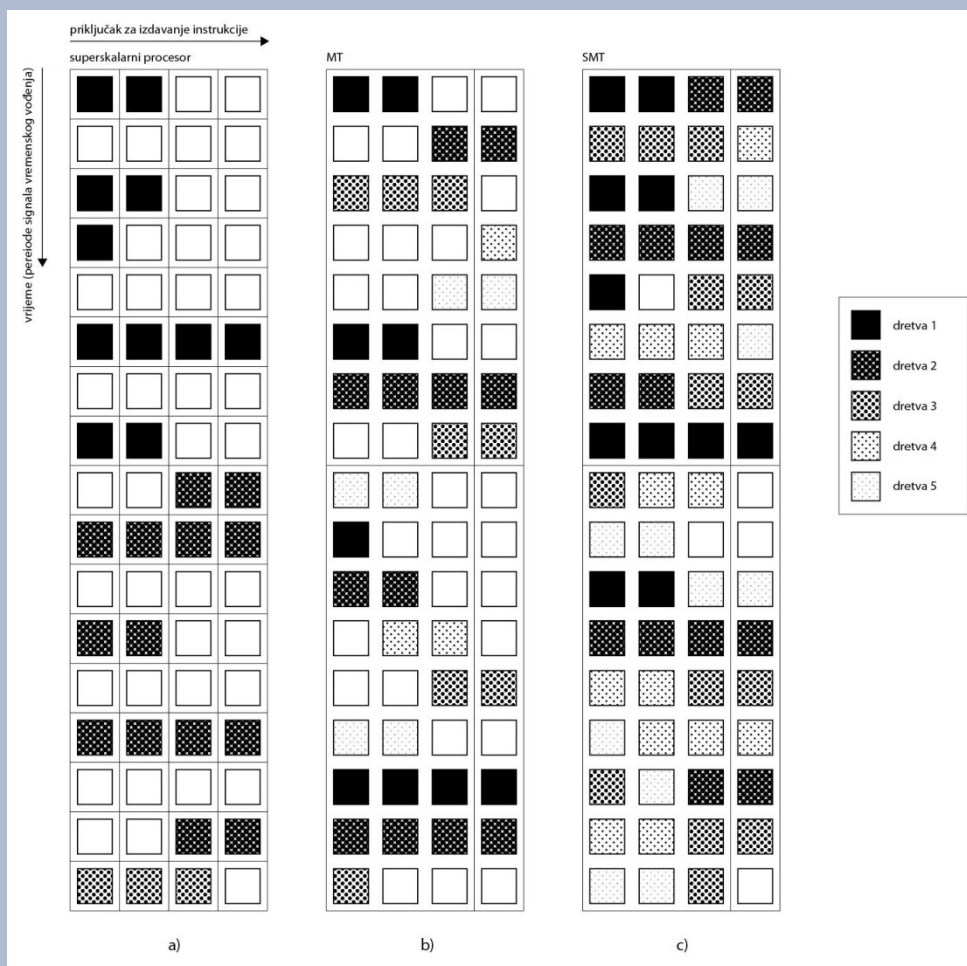 priključak za izdavanje instrukcije
superskalarni procesor
MT
SMT
vrijeme (pereiode signala vremenskog vođenja)
dretva 1
dretva 2
dretva 3
dretva 4
dretva 5
a)
b)
c)